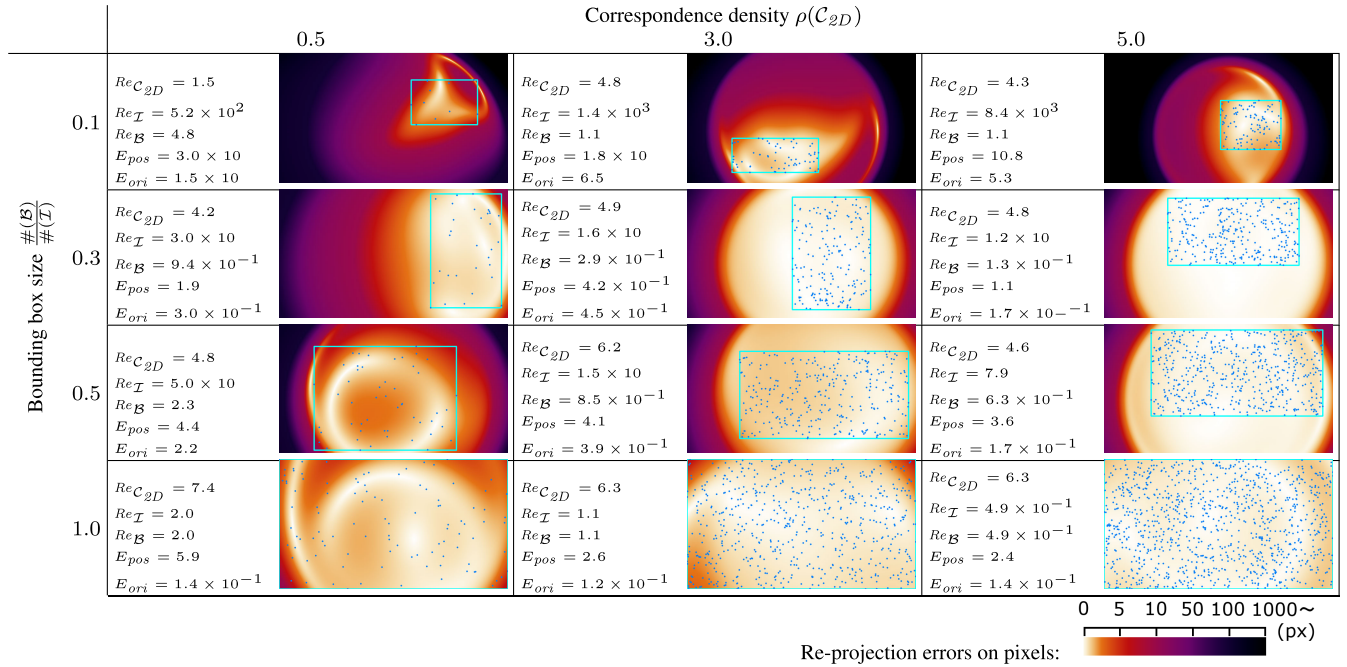 Correspondence density ρ(𝒞₂D)
0.5 3.0 5.0
Bounding box size #(ℬ)/#(ℐ)
0.1
Re𝒞₂D = 1.5
Reℐ = 5.2 × 10²
Reℬ = 4.8
Epos = 3.0 × 10
Eori = 1.5 × 10
Re𝒞₂D = 4.8
Reℐ = 1.4 × 10³
Reℬ = 1.1
Epos = 1.8 × 10
Eori = 6.5
Re𝒞₂D = 4.3
Reℐ = 8.4 × 10³
Reℬ = 1.1
Epos = 10.8
Eori = 5.3
0.3
Re𝒞₂D = 4.2
Reℐ = 3.0 × 10
Reℬ = 9.4 × 10⁻¹
Epos = 1.9
Eori = 3.0 × 10⁻¹
Re𝒞₂D = 4.9
Reℐ = 1.6 × 10
Reℬ = 2.9 × 10⁻¹
Epos = 4.2 × 10⁻¹
Eori = 4.5 × 10⁻¹
Re𝒞₂D = 4.8
Reℐ = 1.2 × 10
Reℬ = 1.3 × 10⁻¹
Epos = 1.1
Eori = 1.7 × 10−⁻¹
0.5
Re𝒞₂D = 4.8
Reℐ = 5.0 × 10
Reℬ = 2.3
Epos = 4.4
Eori = 2.2
Re𝒞₂D = 6.2
Reℐ = 1.5 × 10
Reℬ = 8.5 × 10⁻¹
Epos = 4.1
Eori = 3.9 × 10⁻¹
Re𝒞₂D = 4.6
Reℐ = 7.9
Reℬ = 6.3 × 10⁻¹
Epos = 3.6
Eori = 1.7 × 10⁻¹
1.0
Re𝒞₂D = 7.4
Reℐ = 2.0
Reℬ = 2.0
Epos = 5.9
Eori = 1.4 × 10⁻¹
Re𝒞₂D = 6.3
Reℐ = 1.1
Reℬ = 1.1
Epos = 2.6
Eori = 1.2 × 10⁻¹
Re𝒞₂D = 6.3
Reℐ = 4.9 × 10⁻¹
Reℬ = 4.9 × 10⁻¹
Epos = 2.4
Eori = 1.4 × 10⁻¹
0 5 10 50 100 1000~
(px)
Re-projection errors on pixels: